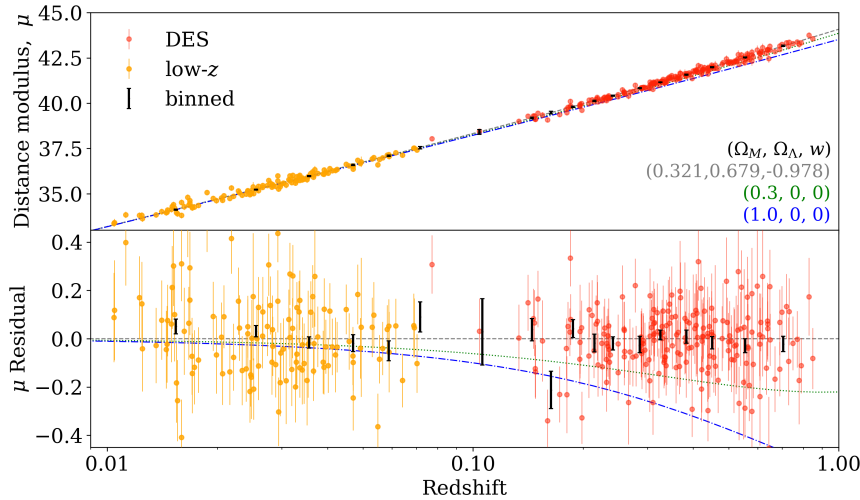 45.0
42.5
40.0
37.5
35.0
Distance modulus, μ
DES
low-z
binned
(Ω_M, Ω_Λ, w)
(0.321,0.679,-0.978)
(0.3, 0, 0)
(1.0, 0, 0)
0.4
0.2
0.0
−0.2
−0.4
μ Residual
0.01
0.10
1.00
Redshift